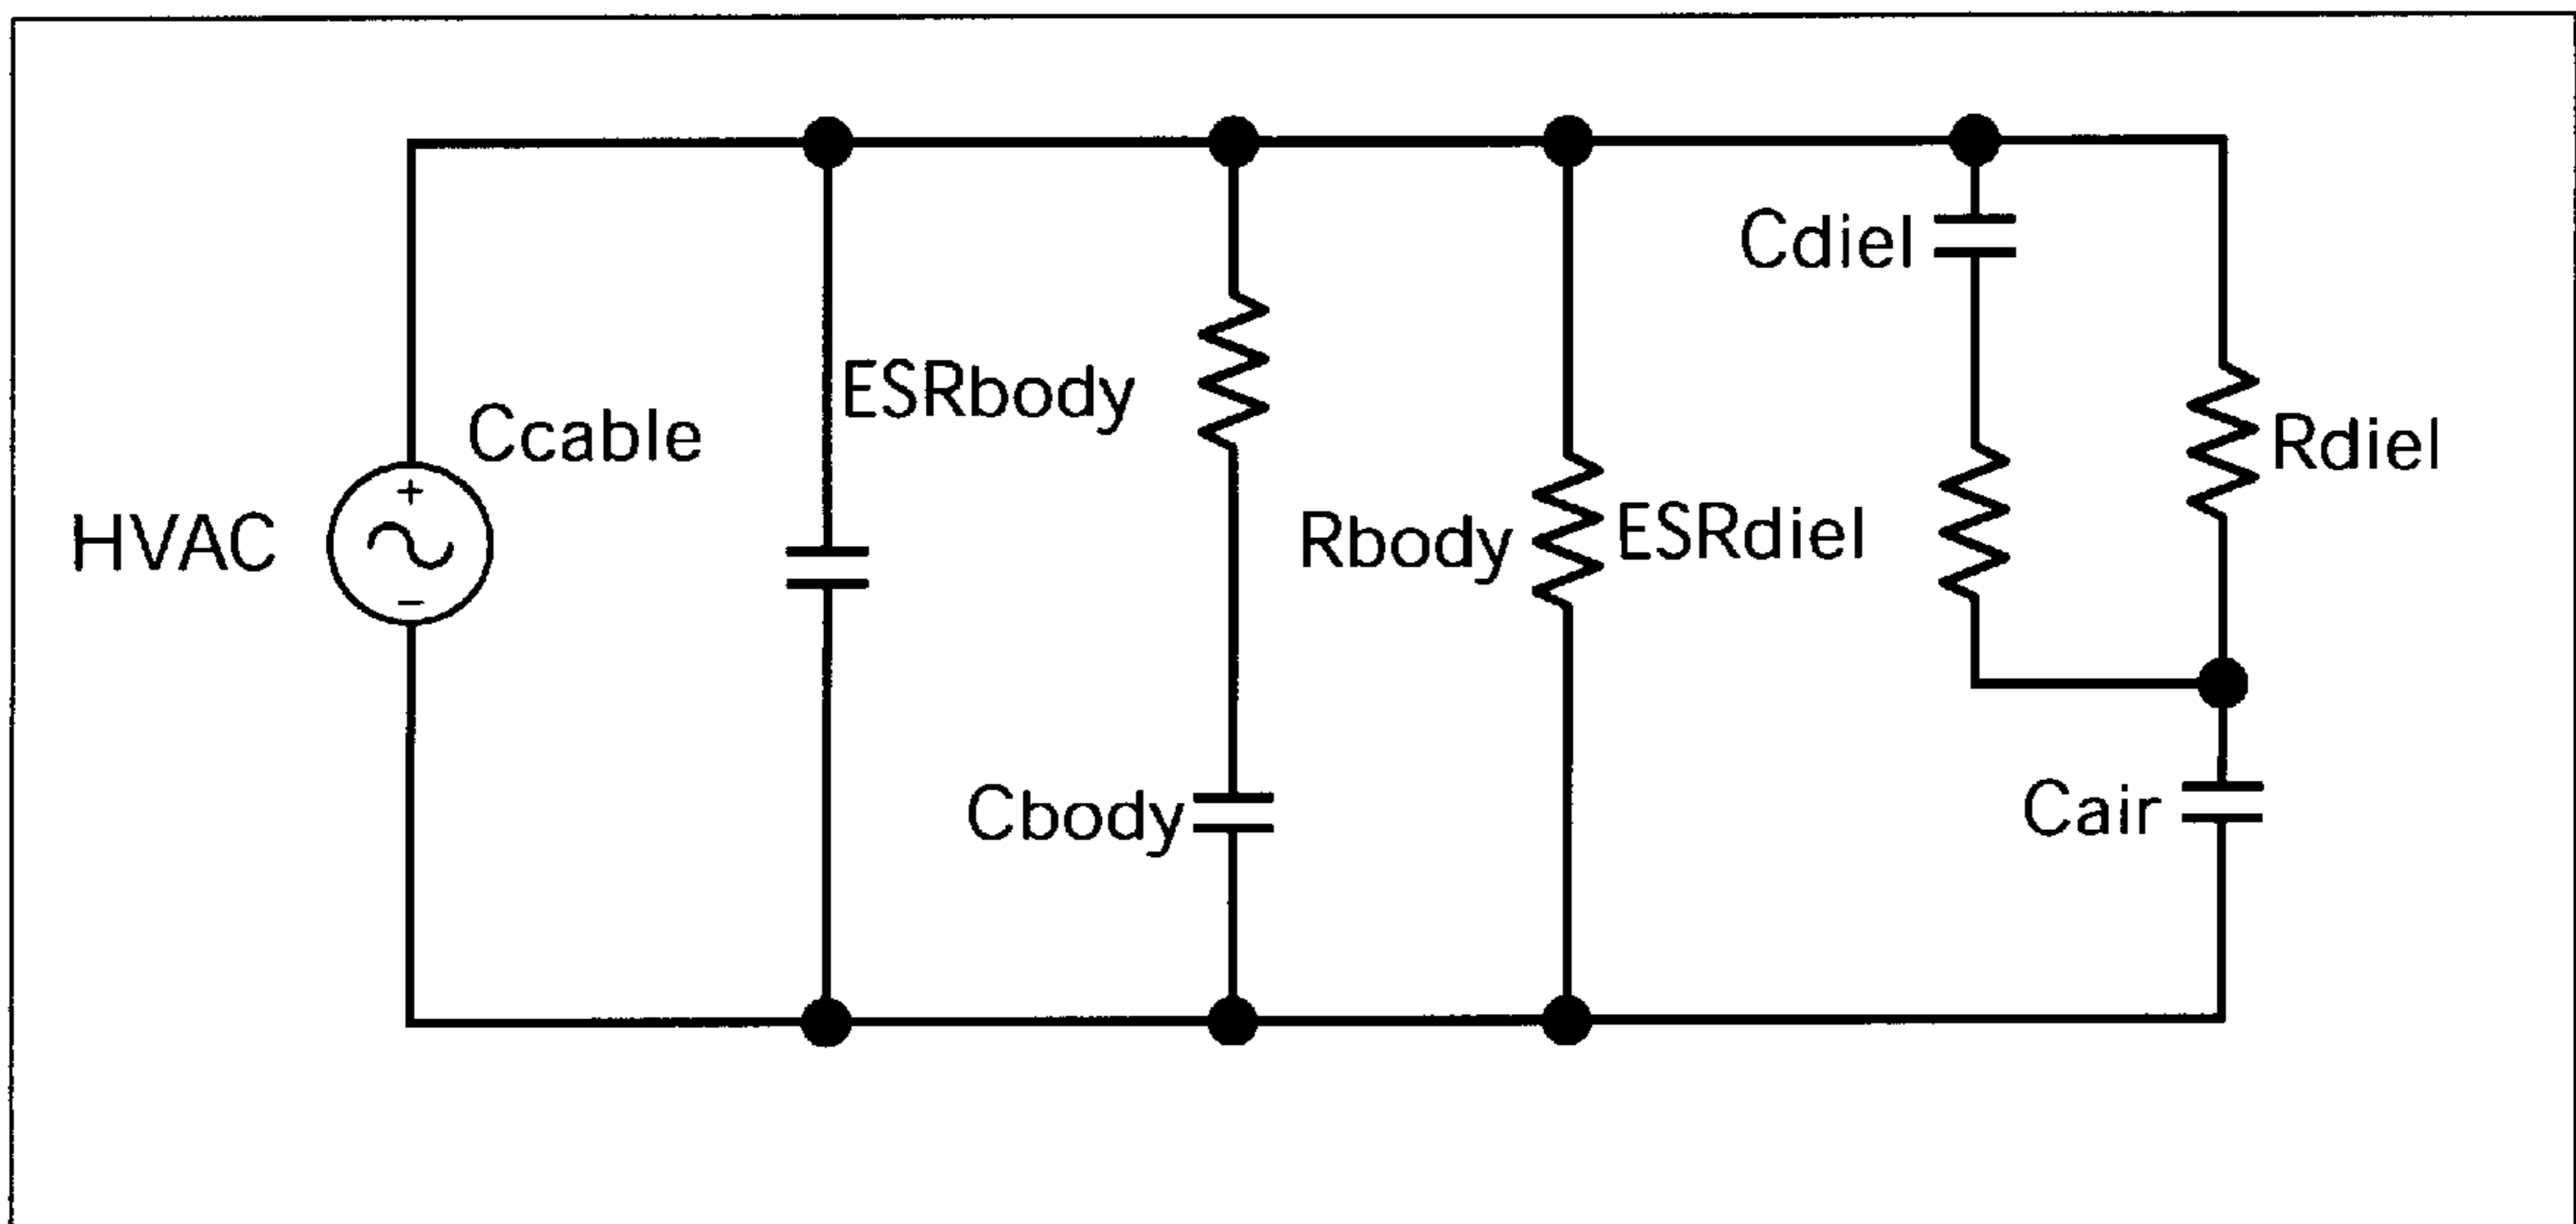 Cdiel
ESRbody
Ccable
Rdiel
+
HVAC
Rbody
ESRdiel
−
Cbody
Cair